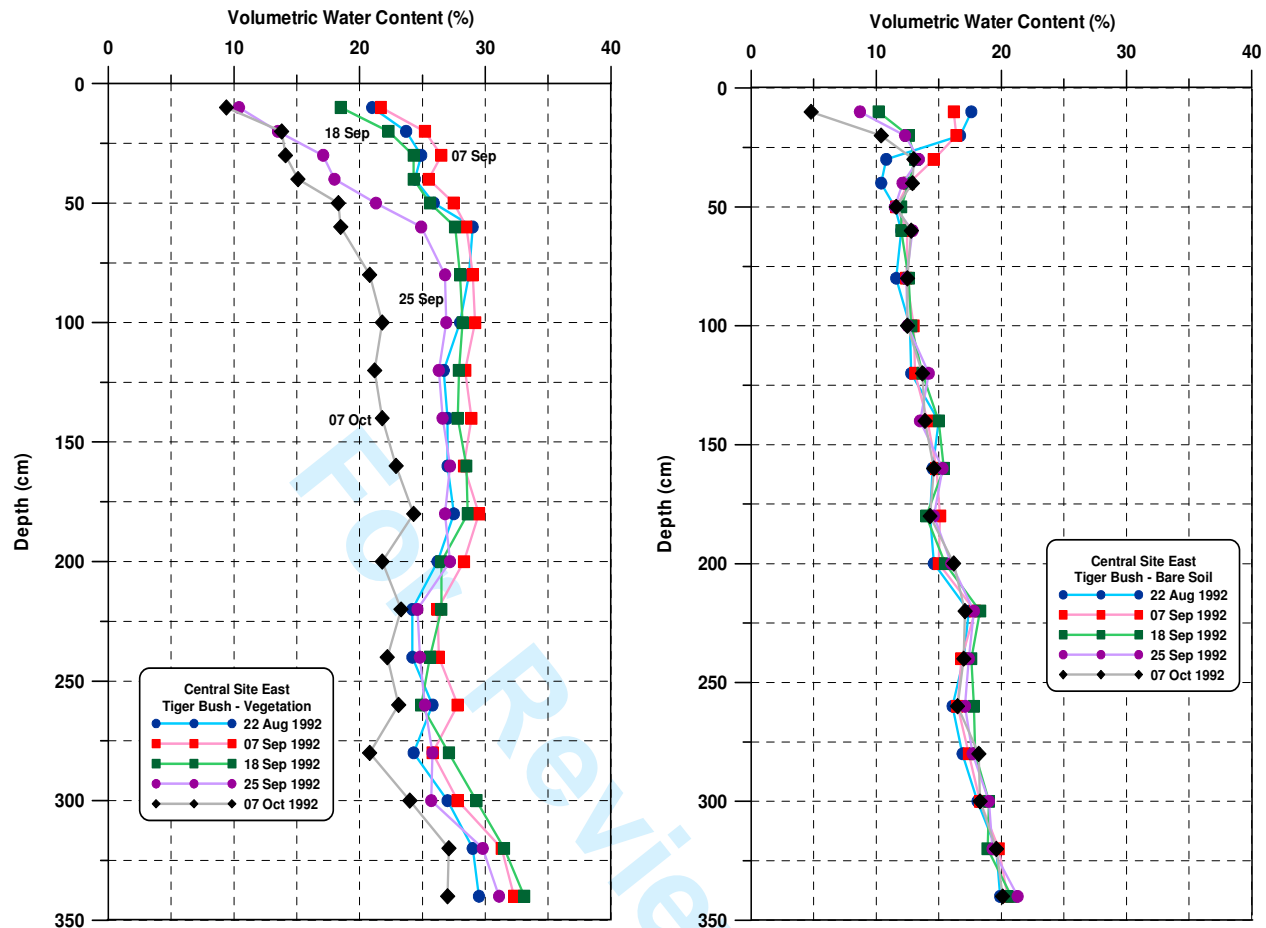 Volumetric Water Content (%)
0 10 20 30 40
0
50
100
150
200
250
300
350
Depth (cm)
18 Sep
07 Sep
25 Sep
07 Oct
Central Site East
Tiger Bush - Vegetation
22 Aug 1992
07 Sep 1992
18 Sep 1992
25 Sep 1992
07 Oct 1992
Volumetric Water Content (%)
0 10 20 30 40
0
50
100
150
200
250
300
350
Depth (cm)
Central Site East
Tiger Bush - Bare Soil
22 Aug 1992
07 Sep 1992
18 Sep 1992
25 Sep 1992
07 Oct 1992
For Revie